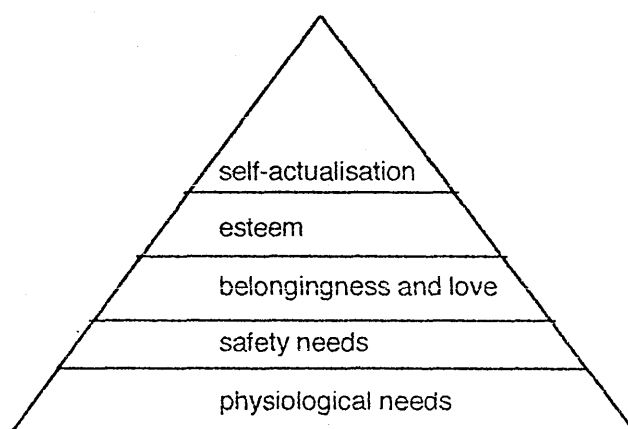 self-actualisation
esteem
belongingness and love
safety needs
physiological needs